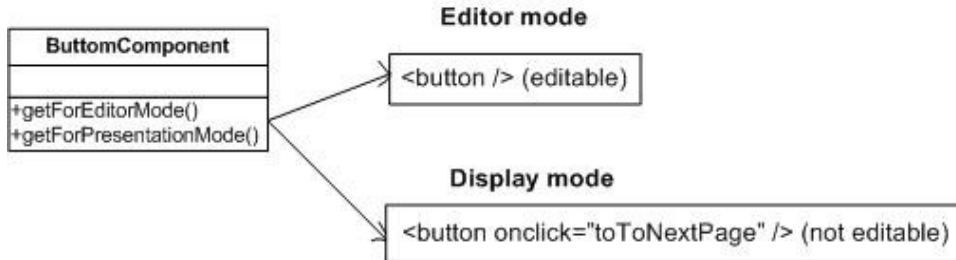 Editor mode
ButtomComponent
<button /> (editable)
+getForEditorMode()
+getForPresentationMode()
Display mode
<button onclick="toToNextPage" /> (not editable)